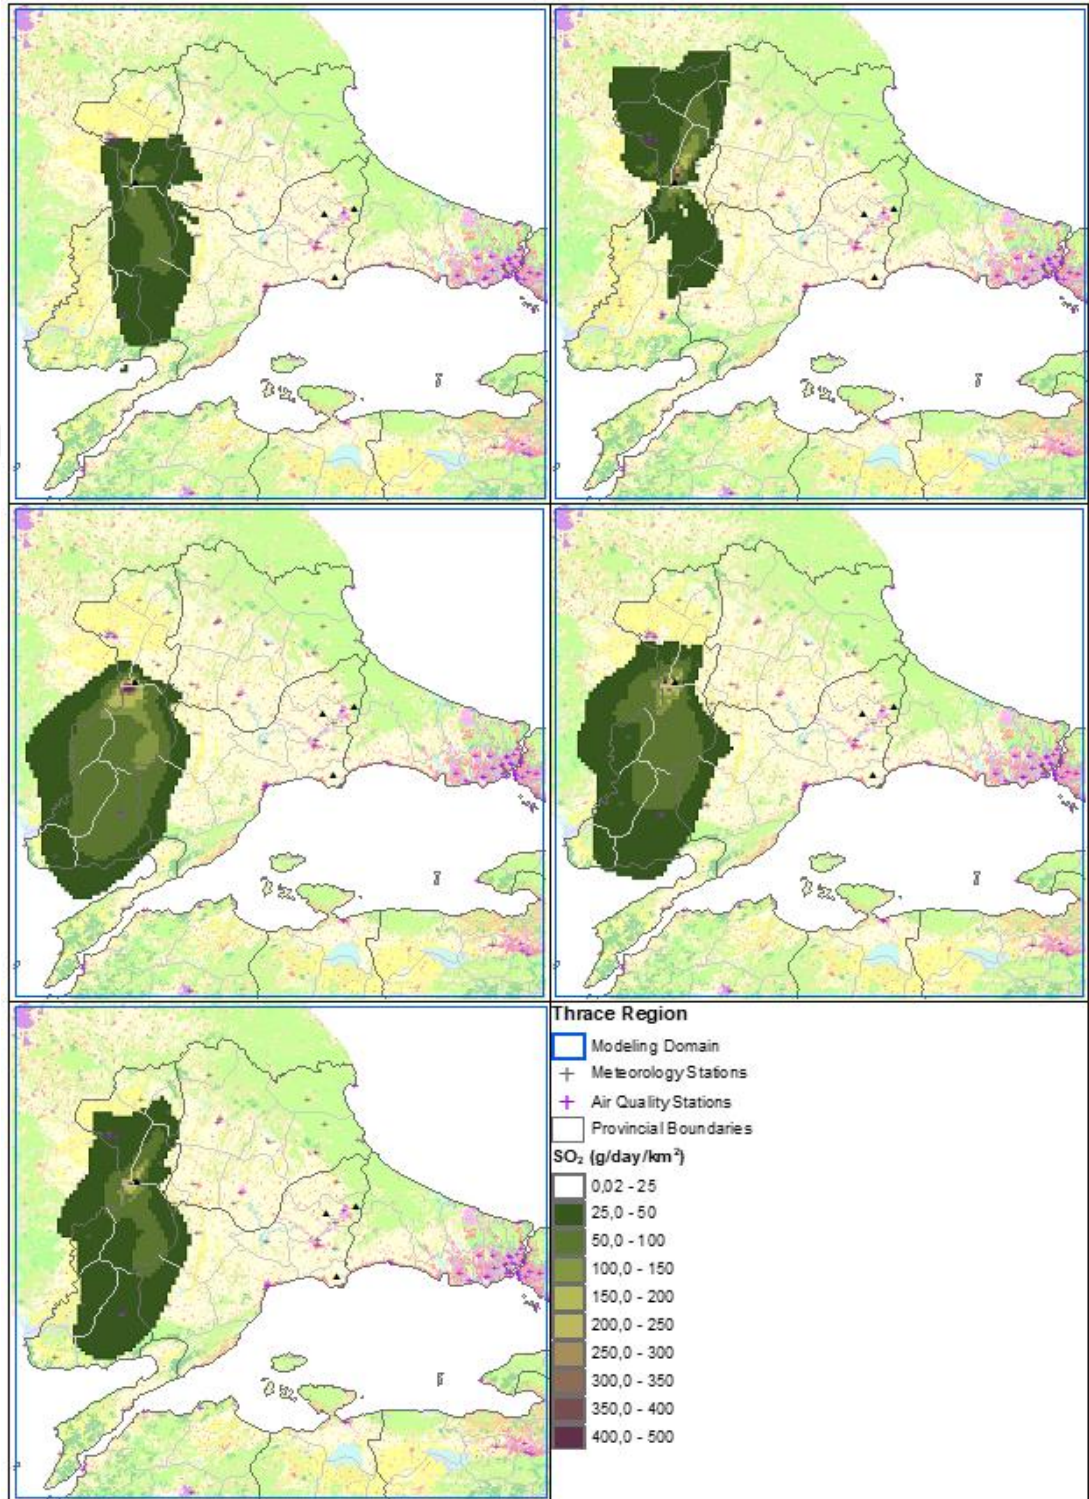 Thrace Region
Modeling Domain
Meteorology Stations
Air Quality Stations
Provincial Boundaries
SO₂ (g/day/km²)
0,02 - 25
25,0 - 50
50,0 - 100
100,0 - 150
150,0 - 200
200,0 - 250
250,0 - 300
300,0 - 350
350,0 - 400
400,0 - 500